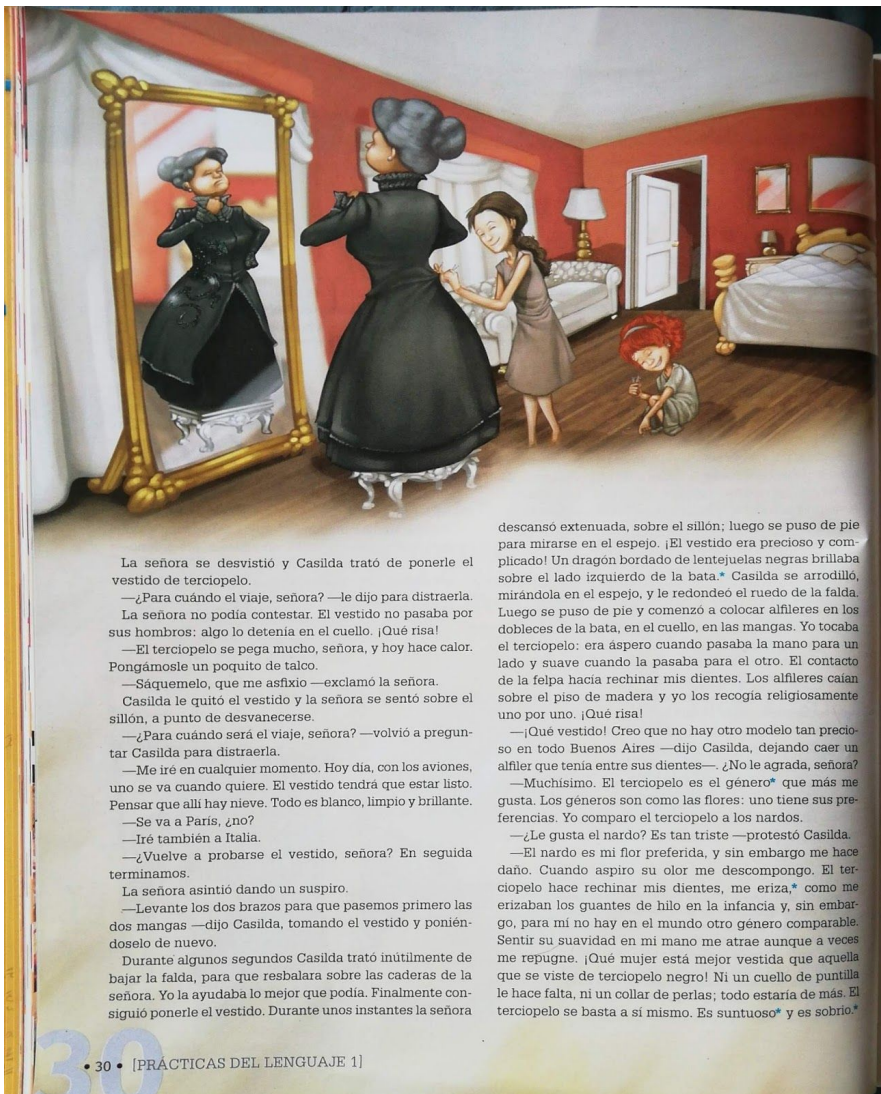 La señora se desvistió y Casilda trató de ponerle el
vestido de terciopelo.
—¿Para cuándo el viaje, señora? —le dijo para distraerla.
La señora no podía contestar. El vestido no pasaba por
sus hombros: algo lo detenía en el cuello. ¡Qué risa!
—El terciopelo se pega mucho, señora, y hoy hace calor.
Pongámosle un poquito de talco.
—Sáquemelo, que me asfixio —exclamó la señora.
Casilda le quitó el vestido y la señora se sentó sobre el
sillón, a punto de desvanecerse.
—¿Para cuándo será el viaje, señora? —volvió a pregun-
tar Casilda para distraerla.
—Me iré en cualquier momento. Hoy día, con los aviones,
uno se va cuando quiere. El vestido tendrá que estar listo.
Pensar que allí hay nieve. Todo es blanco, limpio y brillante.
—Se va a París, ¿no?
—Iré también a Italia.
—¿Vuelve a probarse el vestido, señora? En seguida
terminamos.
La señora asintió dando un suspiro.
—Levante los dos brazos para que pasemos primero las
dos mangas —dijo Casilda, tomando el vestido y ponién-
doselo de nuevo.
Durante algunos segundos Casilda trató inútilmente de
bajar la falda, para que resbalara sobre las caderas de la
señora. Yo la ayudaba lo mejor que podía. Finalmente con-
siguió ponerle el vestido. Durante unos instantes la señora
descansó extenuada, sobre el sillón; luego se puso de pie
para mirarse en el espejo. ¡El vestido era precioso y com-
plicado! Un dragón bordado de lentejuelas negras brillaba
sobre el lado izquierdo de la bata.* Casilda se arrodilló,
mirándola en el espejo, y le redondeó el ruedo de la falda.
Luego se puso de pie y comenzó a colocar alfileres en los
dobleces de la bata, en el cuello, en las mangas. Yo tocaba
el terciopelo: era áspero cuando pasaba la mano para un
lado y suave cuando la pasaba para el otro. El contacto
de la felpa hacía rechinar mis dientes. Los alfileres caían
sobre el piso de madera y yo los recogía religiosamente
uno por uno. ¡Qué risa!
—¡Qué vestido! Creo que no hay otro modelo tan precio-
so en todo Buenos Aires —dijo Casilda, dejando caer un
alfiler que tenía entre sus dientes—. ¿No le agrada, señora?
—Muchísimo. El terciopelo es el género* que más me
gusta. Los géneros son como las flores: uno tiene sus pre-
ferencias. Yo comparo el terciopelo a los nardos.
—¿Le gusta el nardo? Es tan triste —protestó Casilda.
—El nardo es mi flor preferida, y sin embargo me hace
daño. Cuando aspiro su olor me descompongo. El ter-
ciopelo hace rechinar mis dientes, me eriza,* como me
erizaban los guantes de hilo en la infancia y, sin embar-
go, para mí no hay en el mundo otro género comparable.
Sentir su suavidad en mi mano me atrae aunque a veces
me repugne. ¡Qué mujer está mejor vestida que aquella
que se viste de terciopelo negro! Ni un cuello de puntilla
le hace falta, ni un collar de perlas; todo estaría de más. El
terciopelo se basta a sí mismo. Es suntuoso* y es sobrio.*
30
• 30 • [PRÁCTICAS DEL LENGUAJE 1]